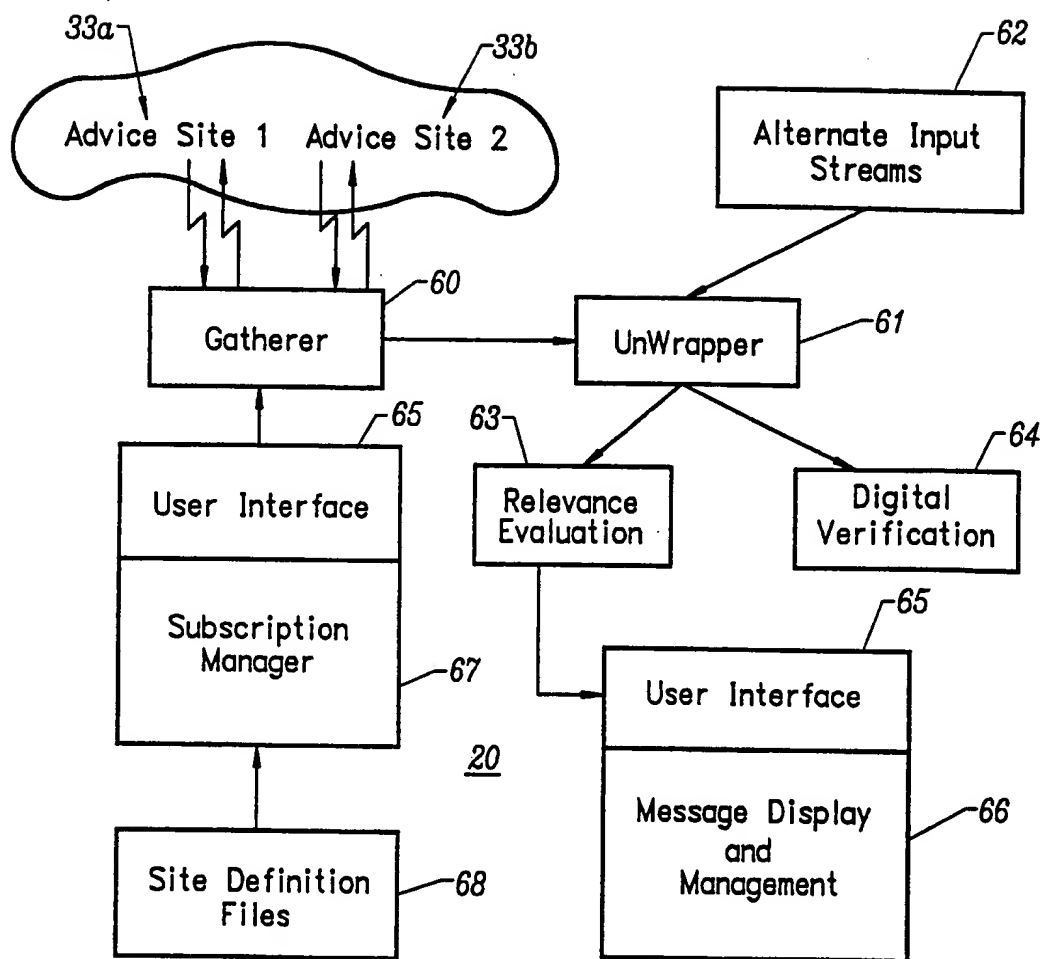 33a
33b
62
Advice Site 1
Advice Site 2
Alternate Input
Streams
60
Gatherer
UnWrapper
61
65
63
64
User Interface
Relevance
Evaluation
Digital
Verification
Subscription
Manager
67
65
User Interface
20
Message Display
and
Management
66
Site Definition
Files
68